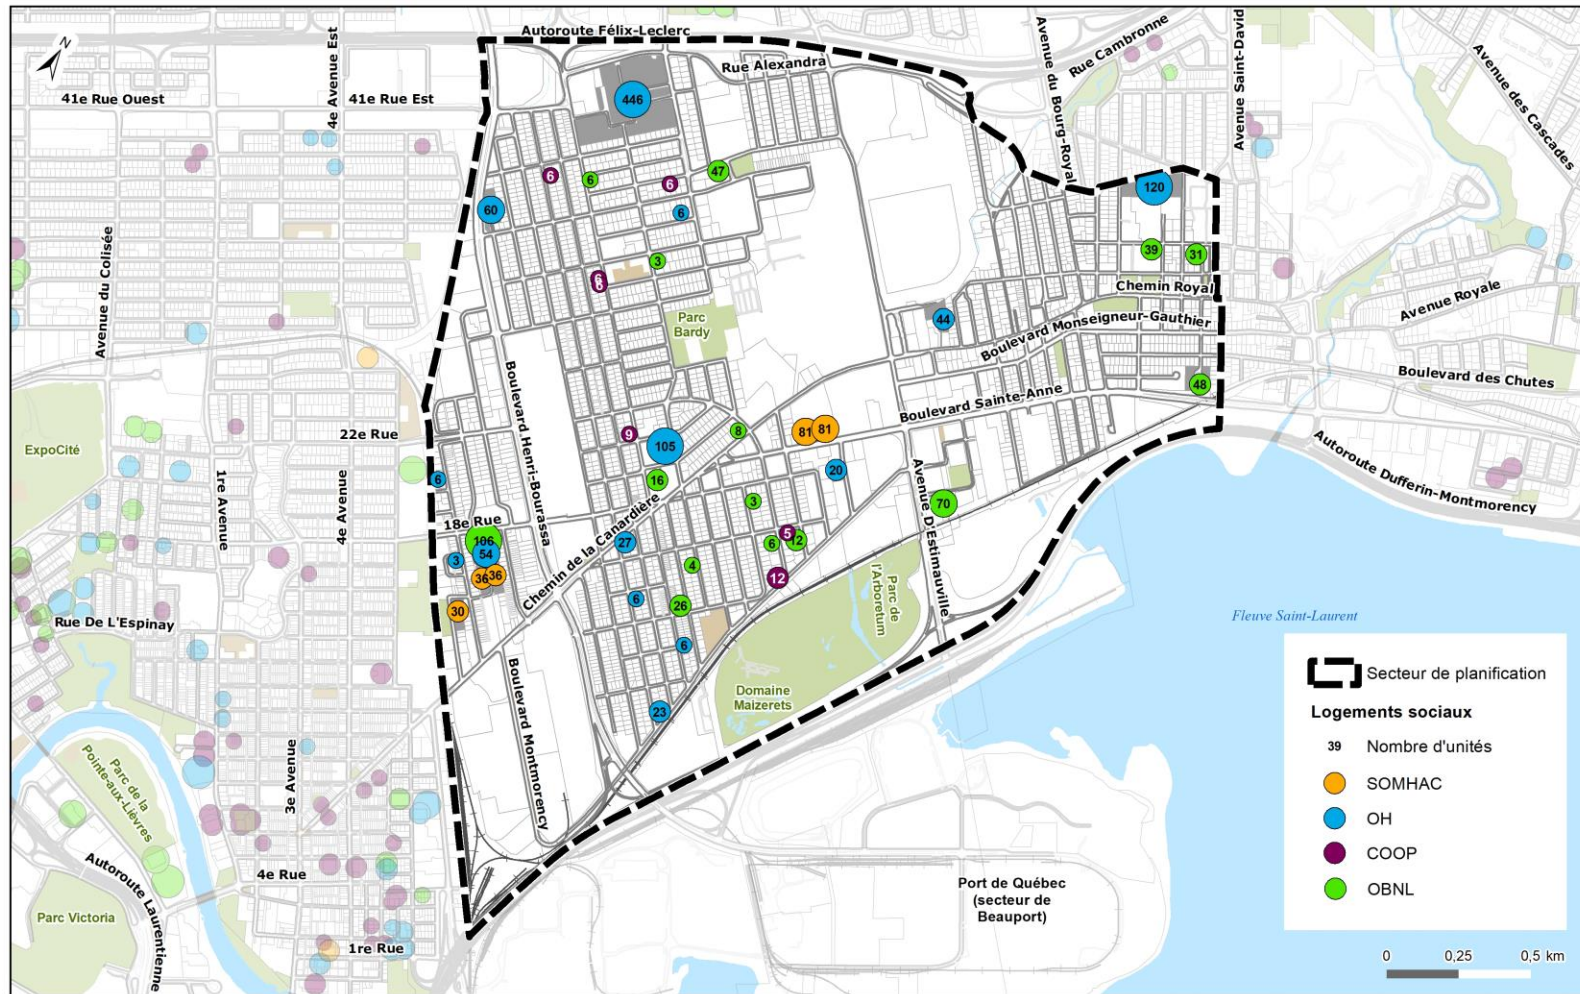 N
Autoroute Félix-Leclerc
Rue Alexandra
Avenue du Bourg-Royal
Rue Cambronne
Avenue Saint-David
Avenue des Cascades
41e Rue Ouest
4e Avenue Est
41e Rue Est
446
6
6
6
47
60
6
120
39
31
3
6
6
Chemin Royal
Avenue Royale
Avenue du Colisée
Parc
Bardy
44
Boulevard Monseigneur-Gauthier
Boulevard des Chutes
48
Boulevard Henri-Bourassa
Boulevard Sainte-Anne
22e Rue
9
105
8
81
81
ExpoCité
1re Avenue
4e Avenue
6
16
20
Avenue D'Estimauville
Autoroute Dufferin-Montmorency
3
70
18e Rue
Chemin de la Canardière
106
54
3
27
5
6
12
36
36
4
12
Parc de
l'Arboretum
30
6
26
Rue De L'Espinay
Fleuve Saint-Laurent
6
Domaine
Maizerets
23
Boulevard Montmorency
Parc de la
Pointe-aux-Lièvres
3e Avenue
4e Rue
Autoroute Laurentienne
Parc Victoria
1re Rue
Port de Québec
(secteur de
Beauport)
Secteur de planification
Logements sociaux
39 Nombre d'unités
SOMHAC
OH
COOP
OBNL
0 0,25 0,5 km